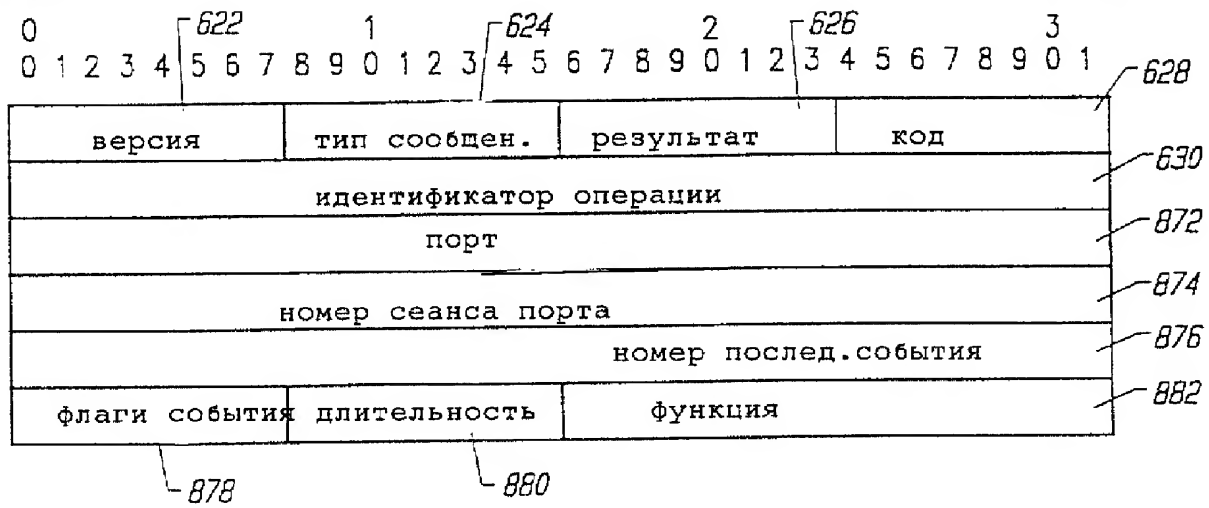 0 622 1 624 2 626 3
0 1 2 3 4 5 6 7 8 9 0 1 2 3 4 5 6 7 8 9 0 1 2 3 4 5 6 7 8 9 0 1
628
версия тип сообщен. результат код
630
идентификатор операции
872
порт
874
номер сеанса порта
876
номер послед.события
882
флаги события длительность функция
878 880